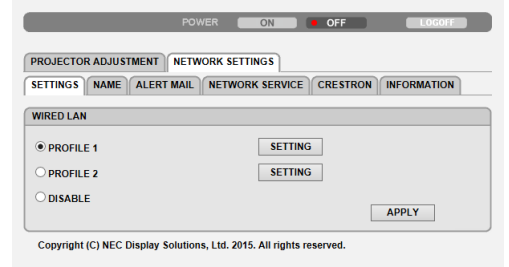 POWER ON OFF LOGOFF
PROJECTOR ADJUSTMENT NETWORK SETTINGS
SETTINGS NAME ALERT MAIL NETWORK SERVICE CRESTRON INFORMATION
WIRED LAN
PROFILE 1 SETTING
PROFILE 2 SETTING
DISABLE
APPLY
Copyright (C) NEC Display Solutions, Ltd. 2015. All rights reserved.